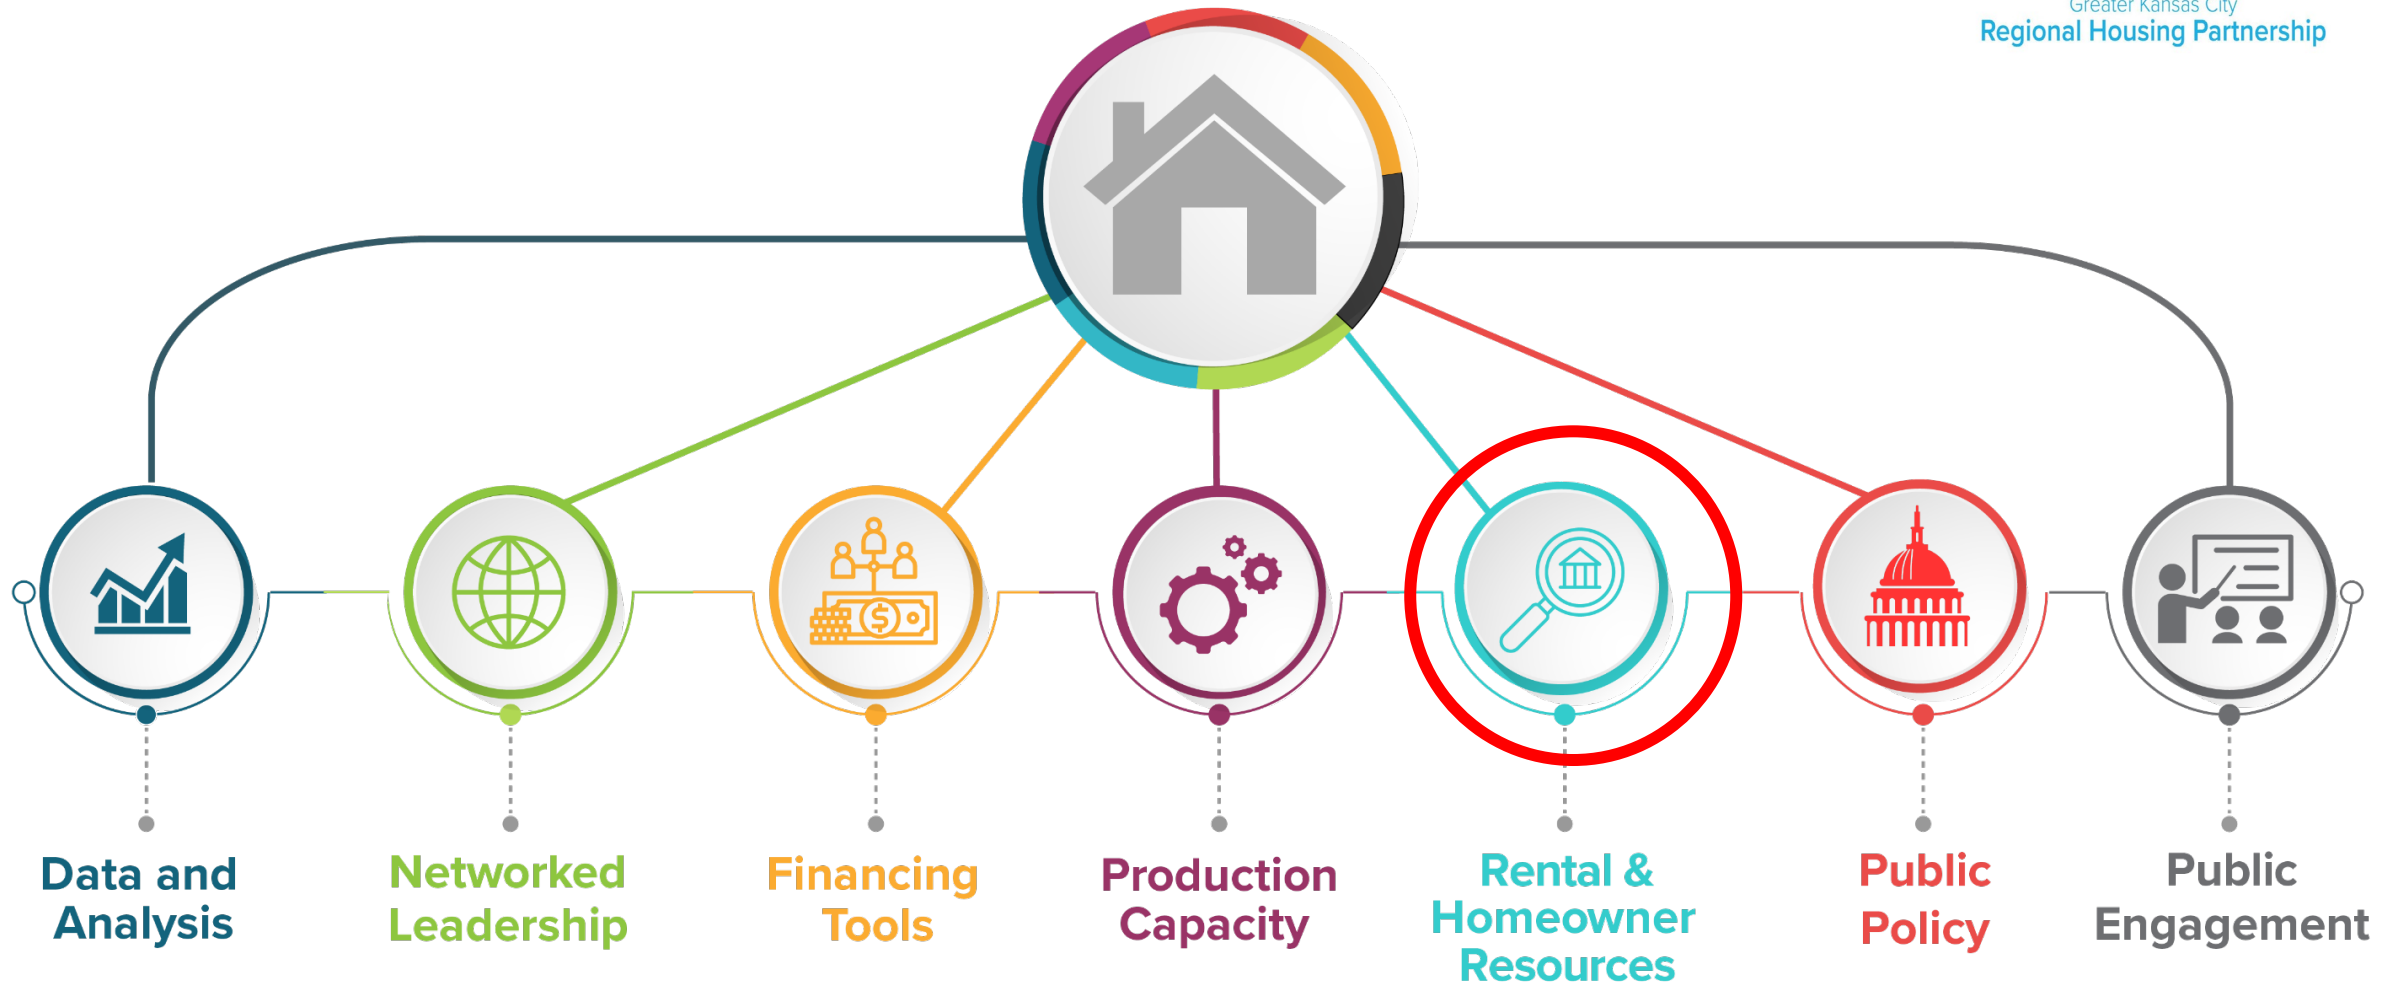 Greater Kansas City
Regional Housing Partnership
$
Data and
Analysis
Networked
Leadership
Financing
Tools
Production
Capacity
Rental &
Homeowner
Resources
Public
Policy
Public
Engagement